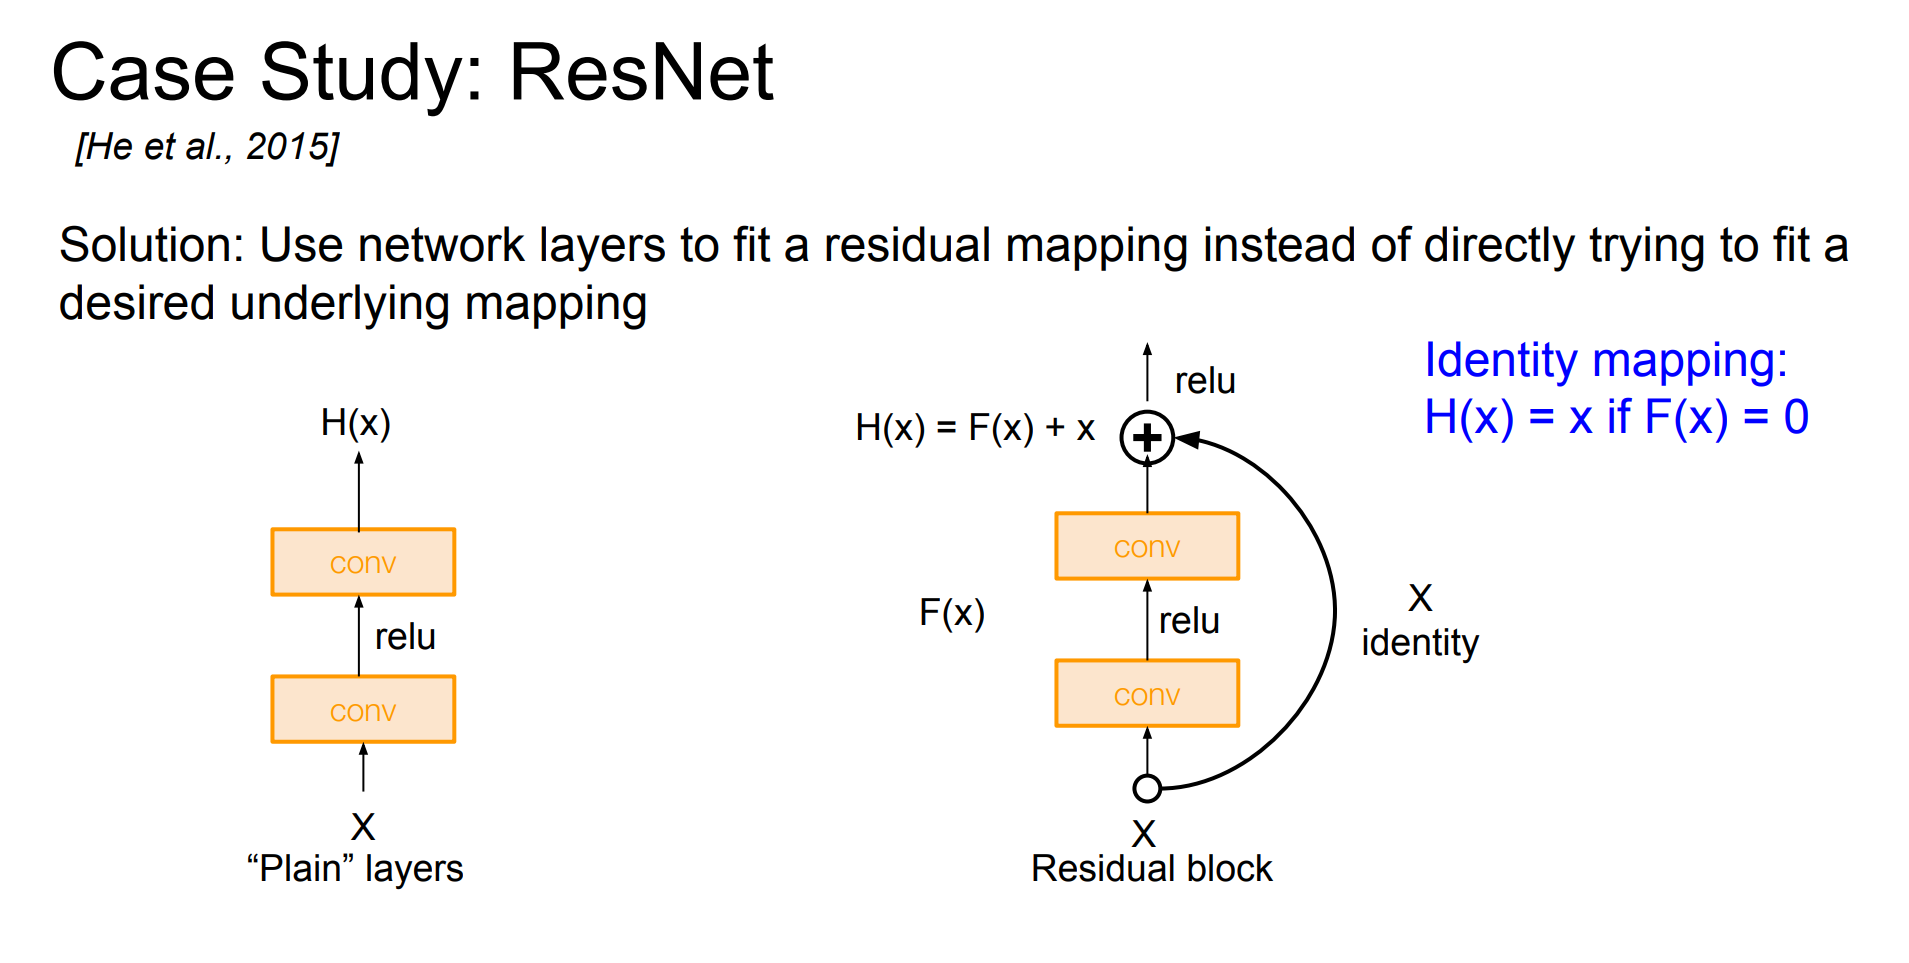 Case Study: ResNet
[He et al., 2015]
Solution: Use network layers to fit a residual mapping instead of directly trying to fit a
desired underlying mapping
H(x)
conv
relu
conv
X
“Plain” layers
relu
H(x) = F(x) + x
+
conv
F(x)
relu
conv
X
Residual block
X
identity
Identity mapping:
H(x) = x if F(x) = 0